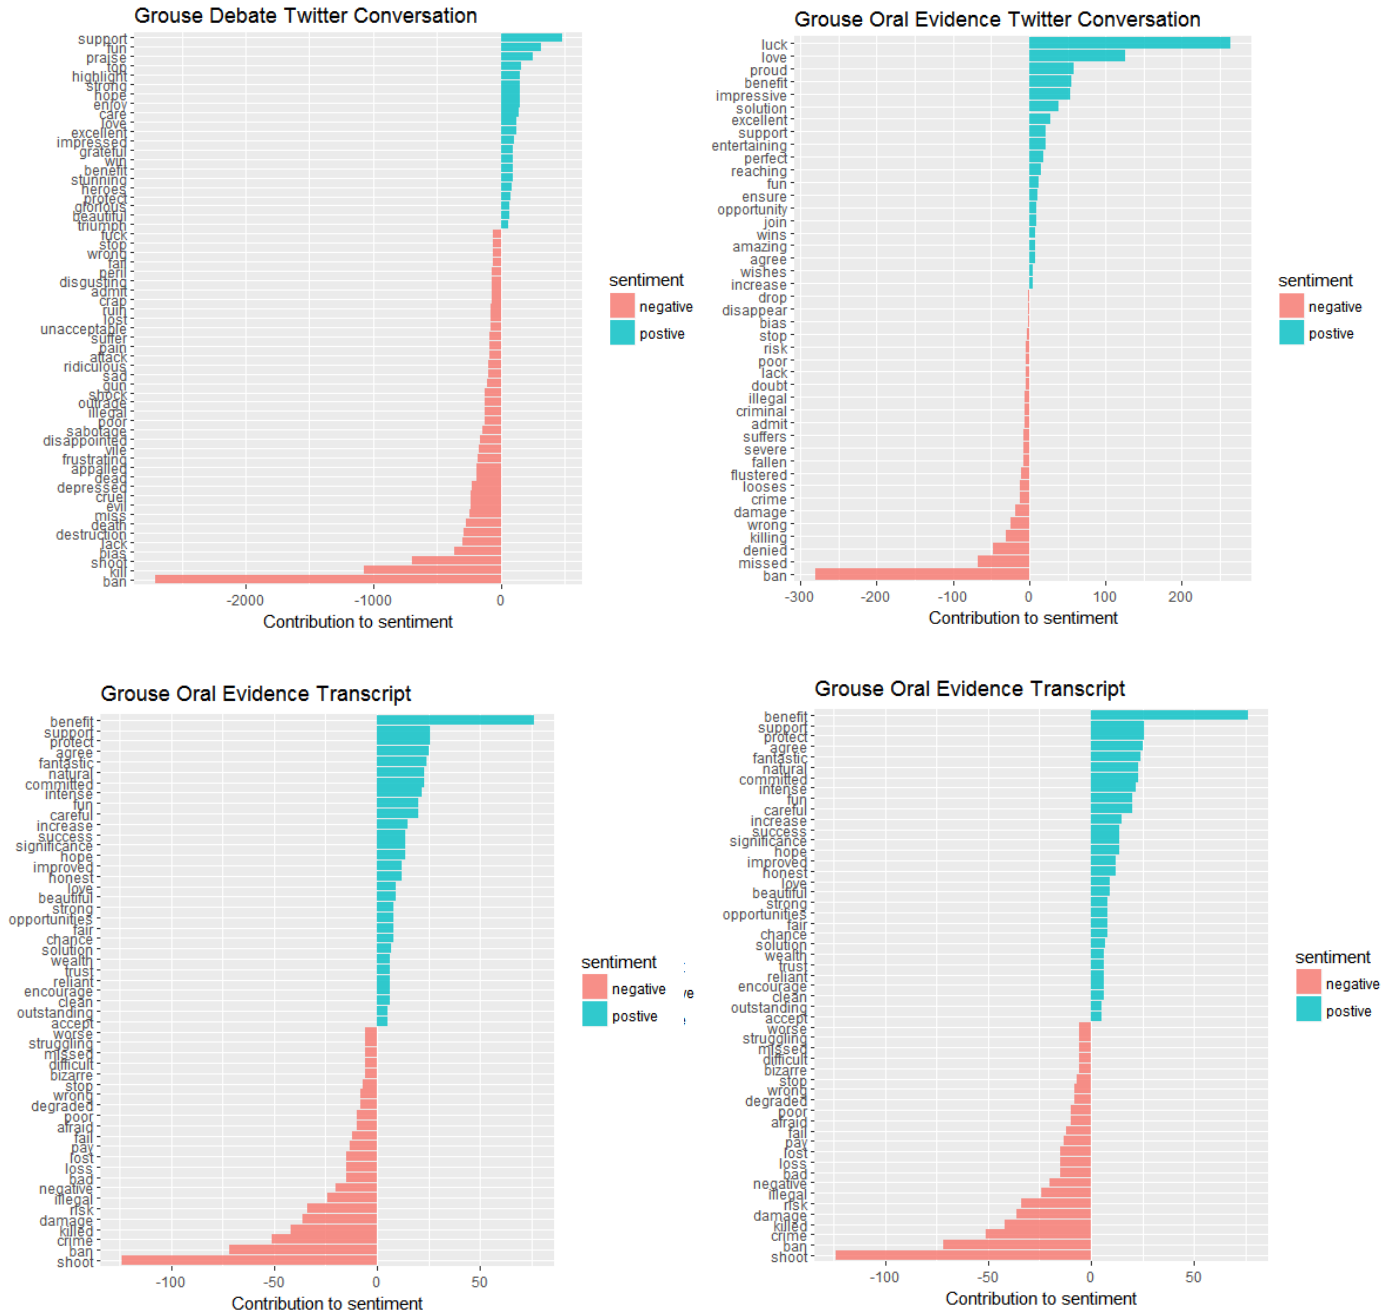 Grouse Debate Twitter Conversation
support
fun
praise
top
highlight
strong
hope
enjoy
care
love
excellent
impressed
grateful
win
benefit
stunning
heroes
protect
glorious
beautiful
triumph
fuck
stop
wrong
fail
peril
disgusting
admit
crap
ruin
lost
unacceptable
suffer
pain
attack
ridiculous
sad
gun
shock
outrage
illegal
poor
sabotage
disappointed
vile
frustrating
appalled
dead
depressed
cruel
evil
miss
death
destruction
lack
bias
shoot
kill
ban
-2000 -1000 0
Contribution to sentiment
sentiment
negative
postive
Grouse Oral Evidence Twitter Conversation
luck
love
proud
benefit
impressive
solution
excellent
support
entertaining
perfect
reaching
fun
ensure
opportunity
join
wins
amazing
agree
wishes
increase
drop
disappear
bias
stop
risk
poor
lack
doubt
illegal
criminal
admit
suffers
severe
fallen
flustered
looses
crime
damage
wrong
killing
denied
missed
ban
-300 -200 -100 0 100 200
Contribution to sentiment
sentiment
negative
postive
Grouse Oral Evidence Transcript
benefit
support
protect
agree
fantastic
natural
committed
intense
fun
careful
increase
success
significance
hope
improved
honest
love
beautiful
strong
opportunities
fair
chance
solution
wealth
trust
reliant
encourage
clean
outstanding
accept
worse
struggling
missed
difficult
bizarre
stop
wrong
degraded
poor
afraid
fail
pay
lost
loss
bad
negative
illegal
risk
damage
killed
crime
ban
shoot
-100 -50 0 50
Contribution to sentiment
sentiment
negative
postive
ve
Grouse Oral Evidence Transcript
benefit
support
protect
agree
fantastic
natural
committed
intense
fun
careful
increase
success
significance
hope
improved
honest
love
beautiful
strong
opportunities
fair
chance
solution
wealth
trust
reliant
encourage
clean
outstanding
accept
worse
struggling
missed
difficult
bizarre
stop
wrong
degraded
poor
afraid
fail
pay
lost
loss
bad
negative
illegal
risk
damage
killed
crime
ban
shoot
-100 -50 0 50
Contribution to sentiment
sentiment
negative
postive